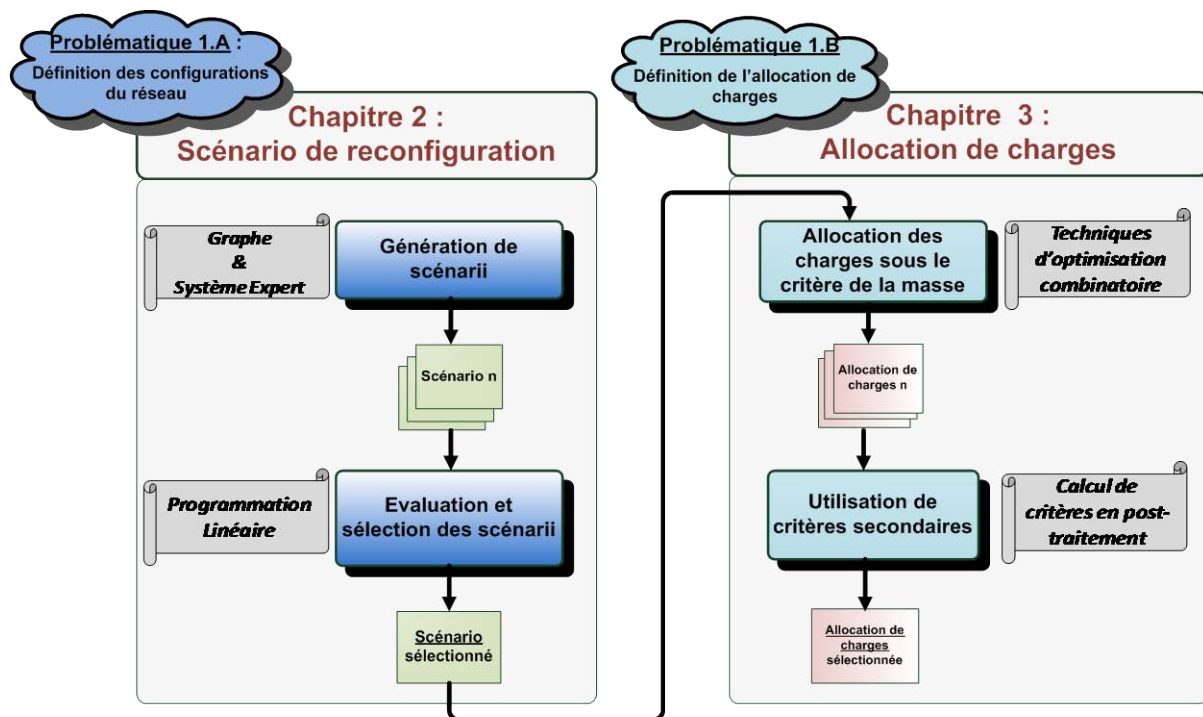 Problématique 1.A :
Définition des configurations
du réseau
Chapitre 2 :
Scénario de reconfiguration
Graphe
&
Système Expert
Génération de
scénarii
Scénario n
Programmation
Linéaire
Evaluation et
sélection des scénarii
Scénario
sélectionné
Problématique 1.B
Définition de l'allocation de
charges
Chapitre 3 :
Allocation de charges
Allocation des
charges sous le
critère de la masse
Techniques
d'optimisation
combinatoire
Allocation de
charges n
Utilisation de
critères secondaires
Calcul de
critères en post-
traitement
Allocation de
charges
sélectionnée